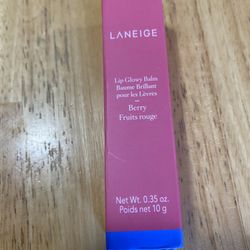 LANEIGE
Lip Glowy Balm
Baume Brillant
pour les Lèvres
—
Berry
Fruits rouge
Net Wt. 0.35 oz.
Poids net 10 g